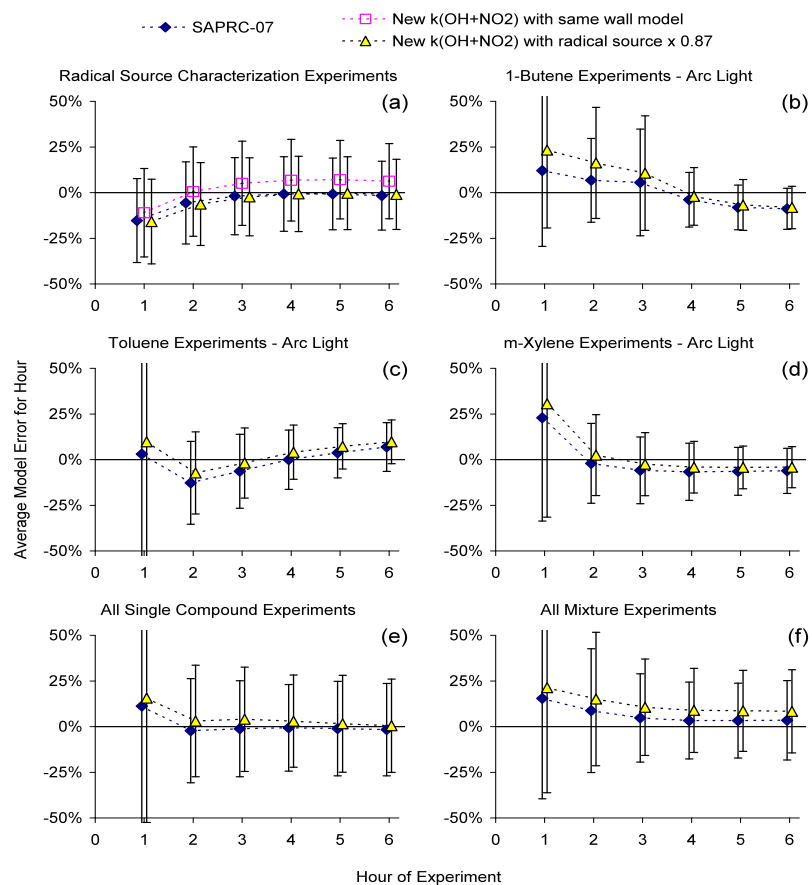 SAPRC-07
New k(OH+NO2) with same wall model
New k(OH+NO2) with radical source x 0.87
Radical Source Characterization Experiments
(a)
50%
25%
0%
-25%
-50%
0 1 2 3 4 5 6
1-Butene Experiments - Arc Light
(b)
50%
25%
0%
-25%
-50%
0 1 2 3 4 5 6
Toluene Experiments - Arc Light
(c)
50%
25%
0%
-25%
-50%
0 1 2 3 4 5 6
m-Xylene Experiments - Arc Light
(d)
50%
25%
0%
-25%
-50%
0 1 2 3 4 5 6
All Single Compound Experiments
(e)
50%
25%
0%
-25%
-50%
0 1 2 3 4 5 6
All Mixture Experiments
(f)
50%
25%
0%
-25%
-50%
0 1 2 3 4 5 6
Average Model Error for Hour
Hour of Experiment